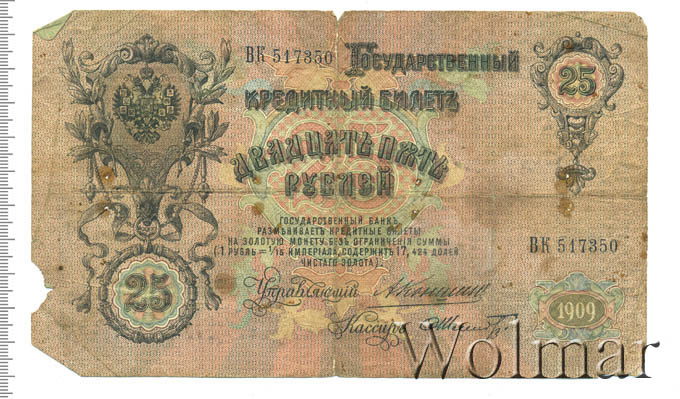 ВК 517350
Государственный
25
Кредитный Билетъ
Двадцать пять
рублей
ГОСУДАРСТВЕННЫЙ БАНКЪ
РАЗМѢНИВАЕТЪ КРЕДИТНЫЕ БИЛЕТЫ
НА ЗОЛОТУЮ МОНЕТУ БЕЗЪ ОГРАНИЧЕНІЯ СУММЫ
(1 РУБЛЬ = 1/15 ИМПЕРІАЛА, СОДЕРЖИТЪ 17,424 ДОЛЕЙ
ЧИСТАГО ЗОЛОТА).
ВК 517350
25
Управляющій
Кассиръ
1909
Wolmar